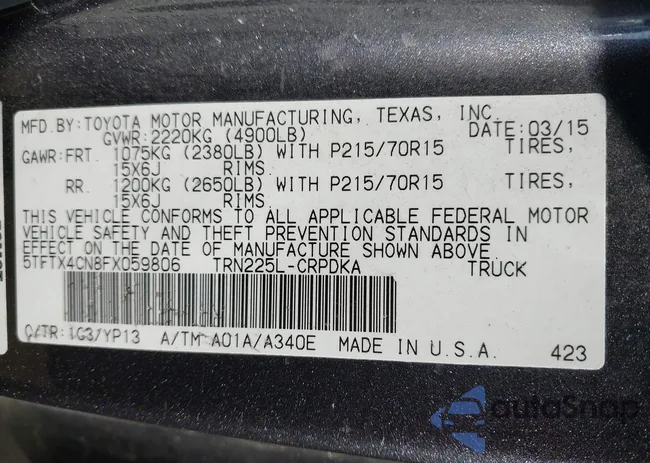 MFD.BY:TOYOTA MOTOR MANUFACTURING, TEXAS, INC.
GVWR:2220KG (4900LB) DATE:03/15
GAWR:FRT. 1075KG (2380LB) WITH P215/70R15 TIRES,
15X6J RIMS.
RR. 1200KG (2650LB) WITH P215/70R15 TIRES,
15X6J RIMS.
THIS VEHICLE CONFORMS TO ALL APPLICABLE FEDERAL MOTOR
VEHICLE SAFETY AND THEFT PREVENTION STANDARDS IN
EFFECT ON THE DATE OF MANUFACTURE SHOWN ABOVE.
5TFTX4CN8FX059806 TRN225L-CRPDKA TRUCK
C/TR: 1G3/YP13 A/TM A01A/A340E MADE IN U.S.A. 423
autoSnap